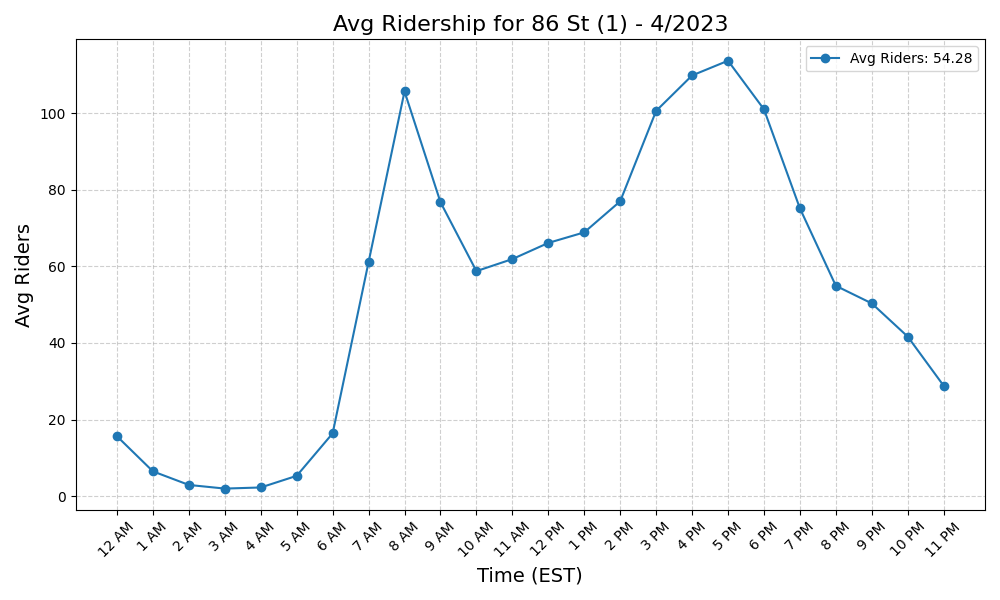 Avg Ridership for 86 St (1) - 4/2023
Avg Riders: 54.28
Avg Riders
100
80
60
40
20
0
12 AM
1 AM
2 AM
3 AM
4 AM
5 AM
6 AM
7 AM
8 AM
9 AM
10 AM
11 AM
12 PM
1 PM
2 PM
3 PM
4 PM
5 PM
6 PM
7 PM
8 PM
9 PM
10 PM
11 PM
Time (EST)